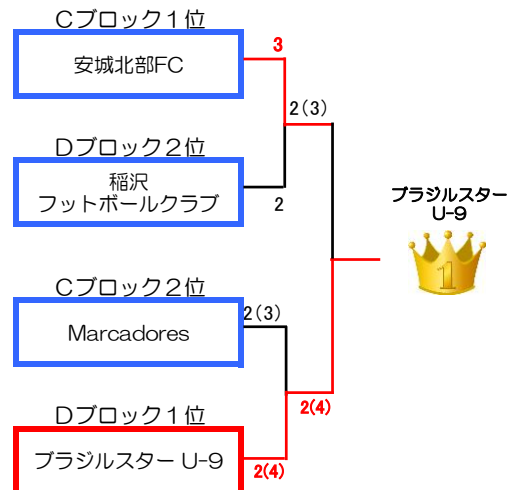 Cブロック1位
3
安城北部FC
2(3)
Dブロック2位
稲沢
フットボールクラブ
2
ブラジルスター
U-9
1
Cブロック2位
2(3)
Marcadores
Dブロック1位
2(4)
ブラジルスター U-9
2(4)